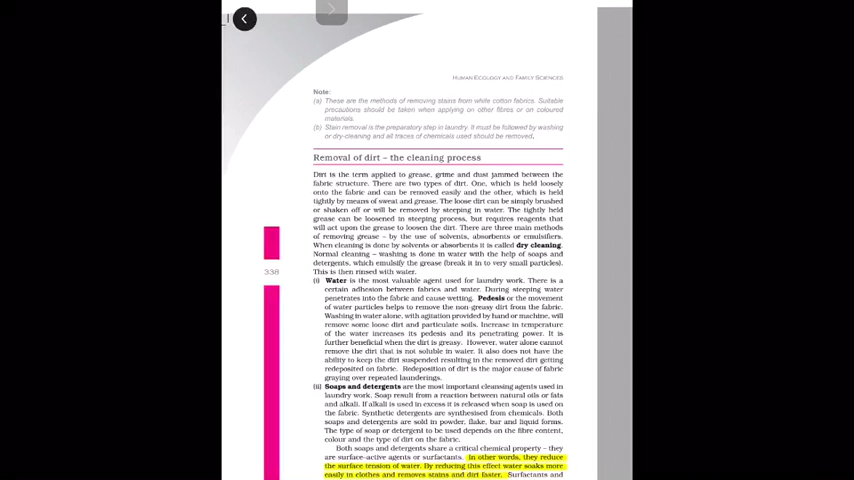 HUMAN ECOLOGY AND FAMILY SCIENCES
Note:
(a) These are the methods of removing stains from white cotton fabrics. Suitable
precautions should be taken when applying on other fibres or on coloured
materials.
(b) Stain removal is the preparatory step in laundry. It must be followed by washing
or dry-cleaning and all traces of chemicals used should be removed.
Removal of dirt – the cleaning process
Dirt is the term applied to grease, grime and dust jammed between the
fabric structure. There are two types of dirt. One, which is held loosely
onto the fabric and can be removed easily and the other, which is held
tightly by means of sweat and grease. The loose dirt can be simply brushed
or shaken off or will be removed by steeping in water. The tightly held
grease can be loosened in steeping process, but requires reagents that
will act upon the grease to loosen the dirt. There are three main methods
of removing grease – by the use of solvents, absorbents or emulsifiers.
When cleaning is done by solvents or absorbents it is called dry cleaning.
Normal cleaning – washing is done in water with the help of soaps and
detergents, which emulsify the grease (break it in to very small particles).
This is then rinsed with water.
338
(i) Water is the most valuable agent used for laundry work. There is a
certain adhesion between fabrics and water. During steeping water
penetrates into the fabric and cause wetting. Pedesis or the movement
of water particles helps to remove the non-greasy dirt from the fabric.
Washing in water alone, with agitation provided by hand or machine, will
remove some loose dirt and particulate soils. Increase in temperature
of the water increases its pedesis and its penetrating power. It is
further beneficial when the dirt is greasy. However, water alone cannot
remove the dirt that is not soluble in water. It also does not have the
ability to keep the dirt suspended resulting in the removed dirt getting
redeposited on fabric. Redeposition of dirt is the major cause of fabric
graying over repeated launderings.
(ii) Soaps and detergents are the most important cleansing agents used in
laundry work. Soap result from a reaction between natural oils or fats
and alkali. If alkali is used in excess it is released when soap is used on
the fabric. Synthetic detergents are synthesised from chemicals. Both
soaps and detergents are sold in powder, flake, bar and liquid forms.
The type of soap or detergent to be used depends on the fibre content,
colour and the type of dirt on the fabric.
Both soaps and detergents share a critical chemical property – they
are surface-active agents or surfactants. In other words, they reduce
the surface tension of water. By reducing this effect water soaks more
easily in clothes and removes stains and dirt faster. Surfactants and